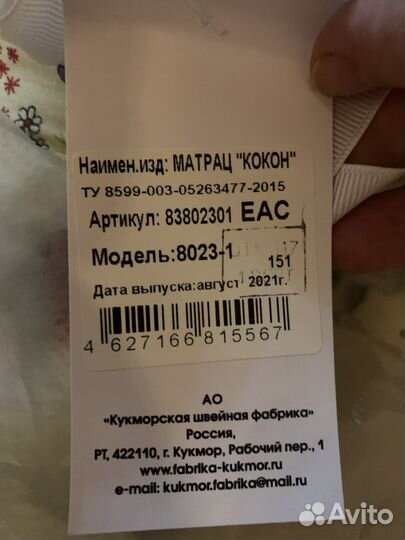 Наимен.изд: МАТРАЦ "КОКОН"
ТУ 8599-003-05263477-2015
Артикул: 83802301 EAC
Модель:8023-1
151
Дата выпуска:август 2021г.
4 627166 815567
АО
«Кукморская швейная фабрика»
Россия,
РТ, 422110, г. Кукмор, Рабочий пер., 1
www.fabrika-kukmor.ru
e-mail: kukmor.fabrika@mail.ru
Avito